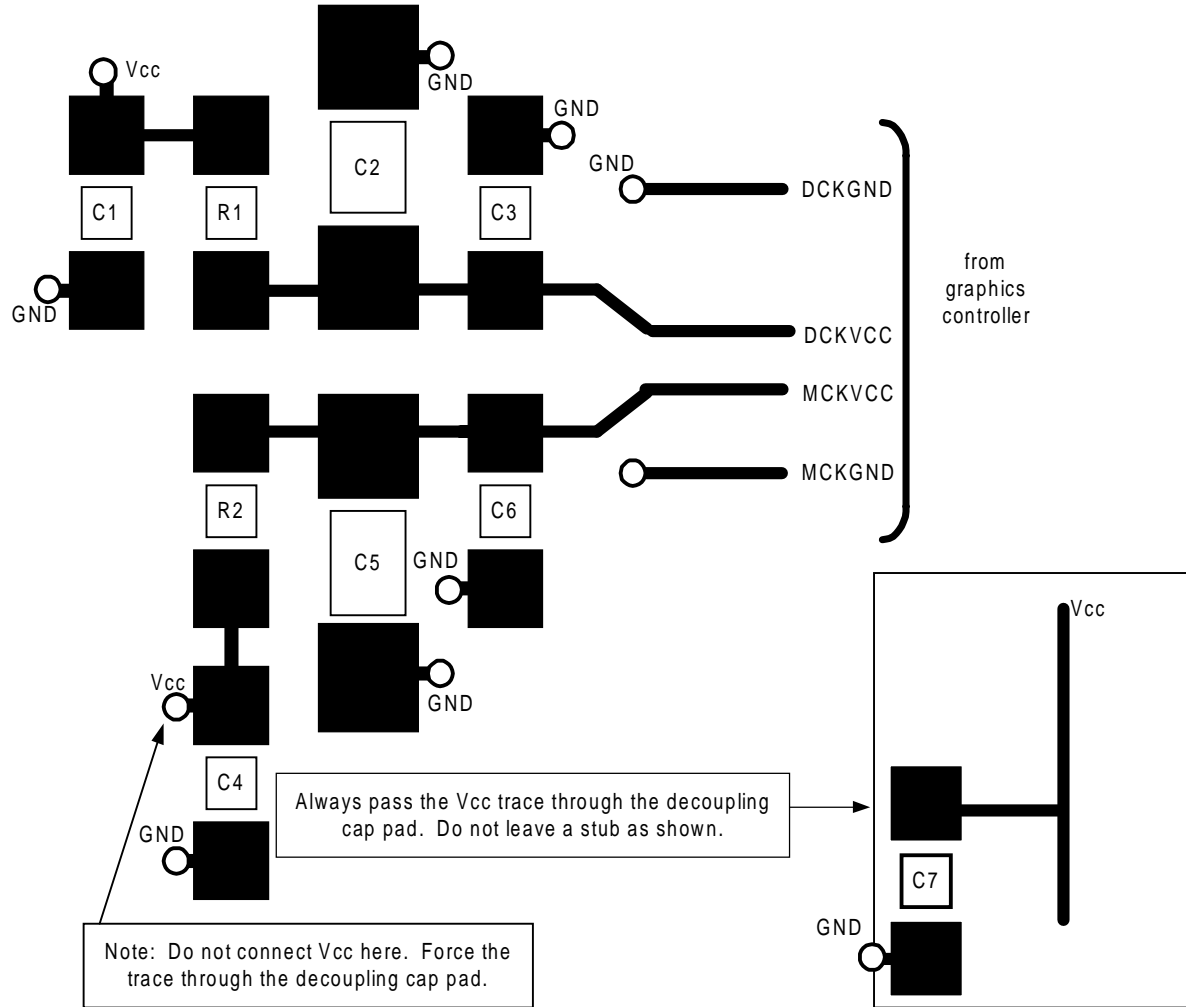 Vcc
GND
GND
GND
C2
DCKGND
C1
R1
C3
GND
from
graphics
controller
DCKVCC
MCKVCC
MCKGND
R2
C6
C5
GND
Vcc
Vcc
GND
C4
Always pass the Vcc trace through the decoupling
cap pad. Do not leave a stub as shown.
GND
C7
GND
Note: Do not connect Vcc here. Force the
trace through the decoupling cap pad.